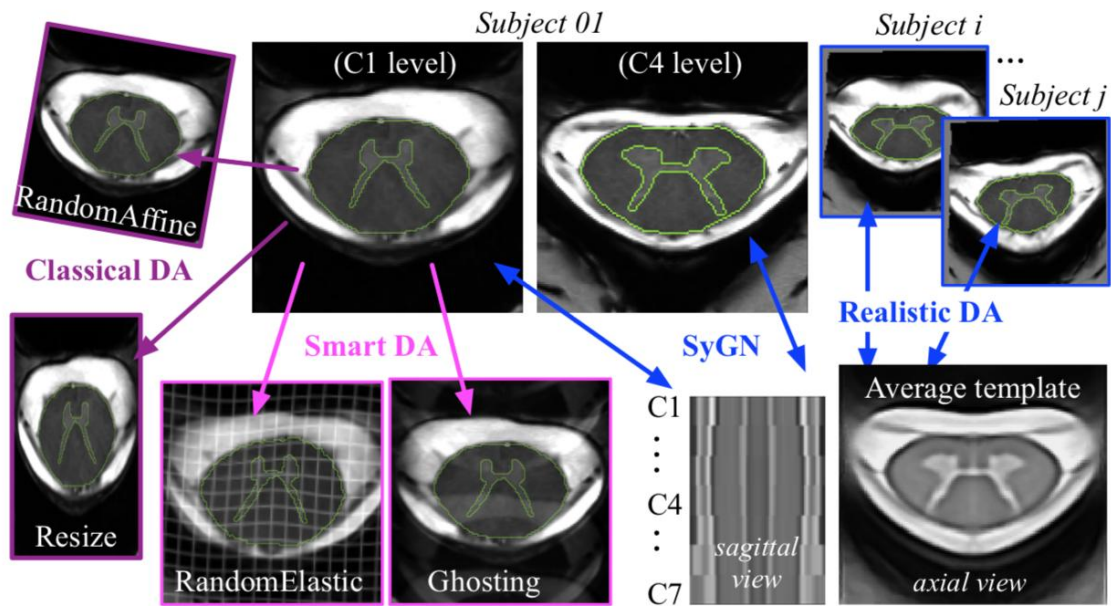 Subject 01
(C1 level)
(C4 level)
Subject i
...
Subject j
RandomAffine
Classical DA
Resize
Smart DA
RandomElastic
Ghosting
SyGN
Realistic DA
C1
C4
C7
sagittal
view
Average template
axial view